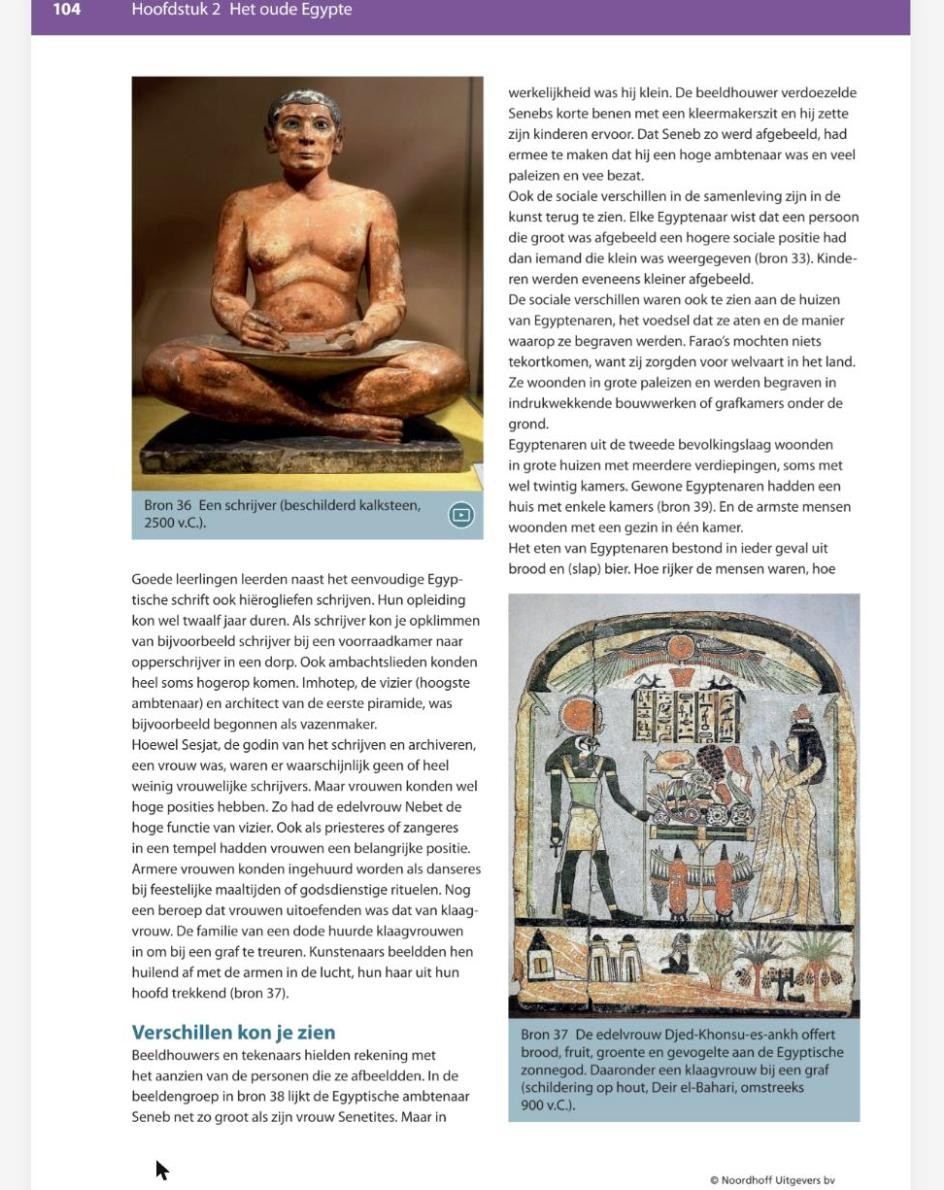 104 Hoofdstuk 2 Het oude Egypte
Bron 36 Een schrijver (beschilderd kalksteen,
2500 v.C.).
Goede leerlingen leerden naast het eenvoudige Egyp-
tische schrift ook hiërogliefen schrijven. Hun opleiding
kon wel twaalf jaar duren. Als schrijver kon je opklimmen
van bijvoorbeeld schrijver bij een voorraadkamer naar
opperschrijver in een dorp. Ook ambachtslieden konden
heel soms hogerop komen. Imhotep, de vizier (hoogste
ambtenaar) en architect van de eerste piramide, was
bijvoorbeeld begonnen als vazenmaker.
Hoewel Sesjat, de godin van het schrijven en archiveren,
een vrouw was, waren er waarschijnlijk geen of heel
weinig vrouwelijke schrijvers. Maar vrouwen konden wel
hoge posities hebben. Zo had de edelvrouw Nebet de
hoge functie van vizier. Ook als priesteres of zangeres
in een tempel hadden vrouwen een belangrijke positie.
Armere vrouwen konden ingehuurd worden als danseres
bij feestelijke maaltijden of godsdienstige rituelen. Nog
een beroep dat vrouwen uitoefenden was dat van klaag-
vrouw. De familie van een dode huurde klaagvrouwen
in om bij een graf te treuren. Kunstenaars beeldden hen
huilend af met de armen in de lucht, hun haar uit hun
hoofd trekkend (bron 37).
Verschillen kon je zien
Beeldhouwers en tekenaars hielden rekening met
het aanzien van de personen die ze afbeeldden. In de
beeldengroep in bron 38 lijkt de Egyptische ambtenaar
Seneb net zo groot als zijn vrouw Senetites. Maar in
werkelijkheid was hij klein. De beeldhouwer verdoezelde
Senebs korte benen met een kleermakerszit en hij zette
zijn kinderen ervoor. Dat Seneb zo werd afgebeeld, had
ermee te maken dat hij een hoge ambtenaar was en veel
paleizen en vee bezat.
Ook de sociale verschillen in de samenleving zijn in de
kunst terug te zien. Elke Egyptenaar wist dat een persoon
die groot was afgebeeld een hogere sociale positie had
dan iemand die klein was weergegeven (bron 33). Kinde-
ren werden eveneens kleiner afgebeeld.
De sociale verschillen waren ook te zien aan de huizen
van Egyptenaren, het voedsel dat ze aten en de manier
waarop ze begraven werden. Farao's mochten niets
tekortkomen, want zij zorgden voor welvaart in het land.
Ze woonden in grote paleizen en werden begraven in
indrukwekkende bouwwerken of grafkamers onder de
grond.
Egyptenaren uit de tweede bevolkingslaag woonden
in grote huizen met meerdere verdiepingen, soms met
wel twintig kamers. Gewone Egyptenaren hadden een
huis met enkele kamers (bron 39). En de armste mensen
woonden met een gezin in één kamer.
Het eten van Egyptenaren bestond in ieder geval uit
brood en (slap) bier. Hoe rijker de mensen waren, hoe
Bron 37 De edelvrouw Djed-Khonsu-es-ankh offert
brood, fruit, groente en gevogelte aan de Egyptische
zonnegod. Daaronder een klaagvrouw bij een graf
(schildering op hout, Deir el-Bahari, omstreeks
900 v.C.).
© Noordhoff Uitgevers bv